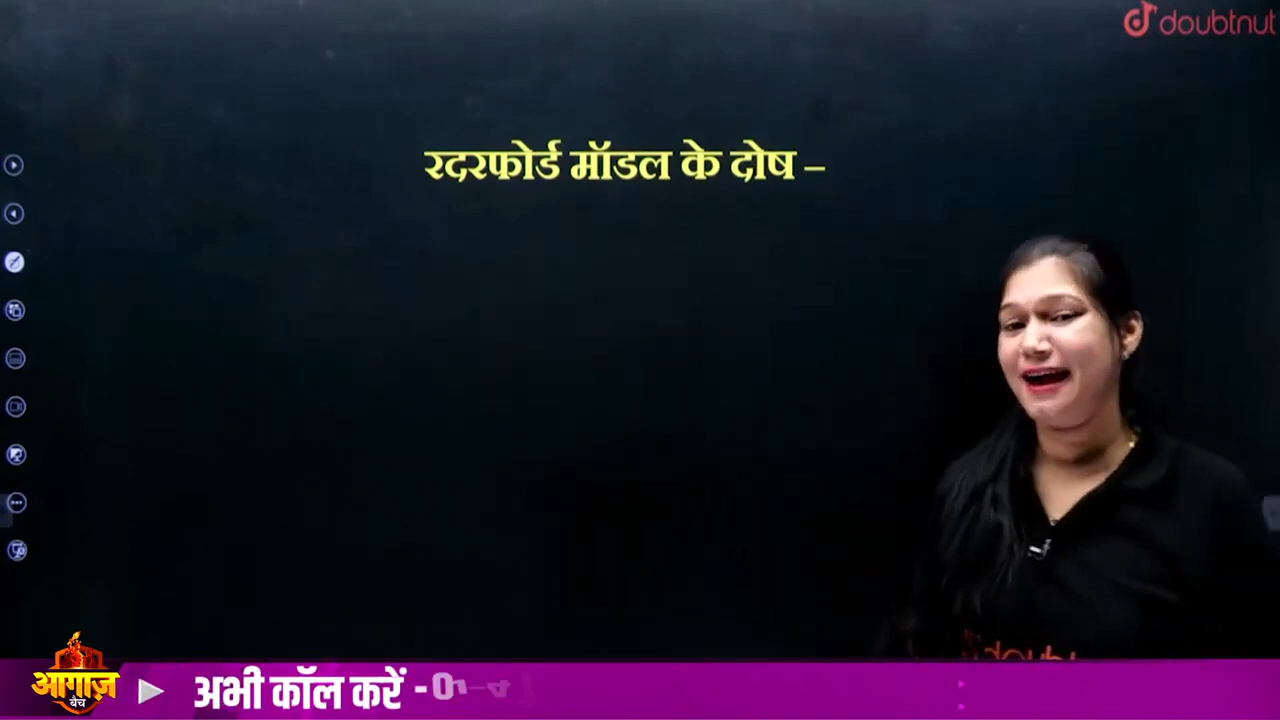 doubtnut
रदरफोर्ड मॉडल के दोष –
आगाज़
बैच
अभी कॉल करें -